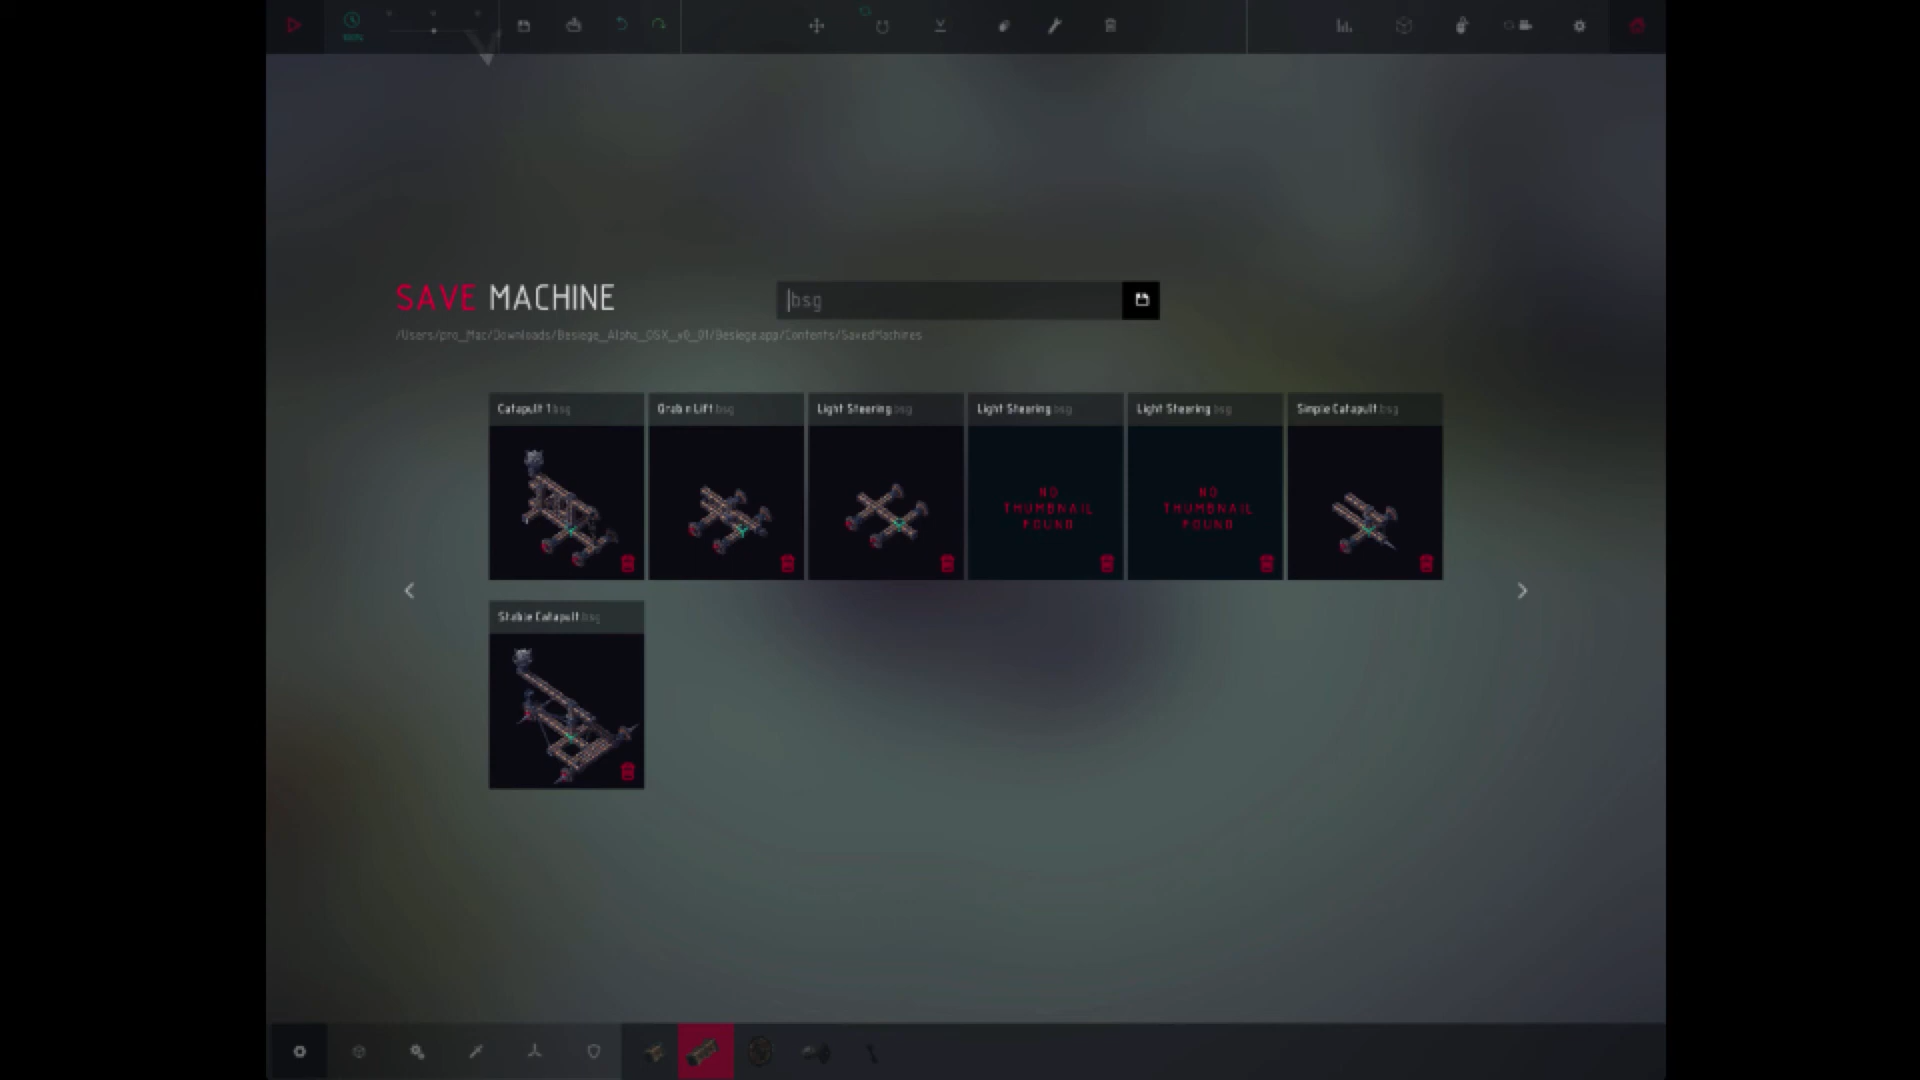 100%
SAVE MACHINE
bsg
/Users/pro_Mac/Downloads/Besiege_Alpha_OSX_v0_01/Besiege.app/Contents/SavedMachines
Catapult 1.bsg
Grab n Lift.bsg
Light Steering.bsg
Light Steering.bsg
Light Steering.bsg
Simple Catapult.bsg
NO THUMBNAIL FOUND
NO THUMBNAIL FOUND
Stable Catapult.bsg